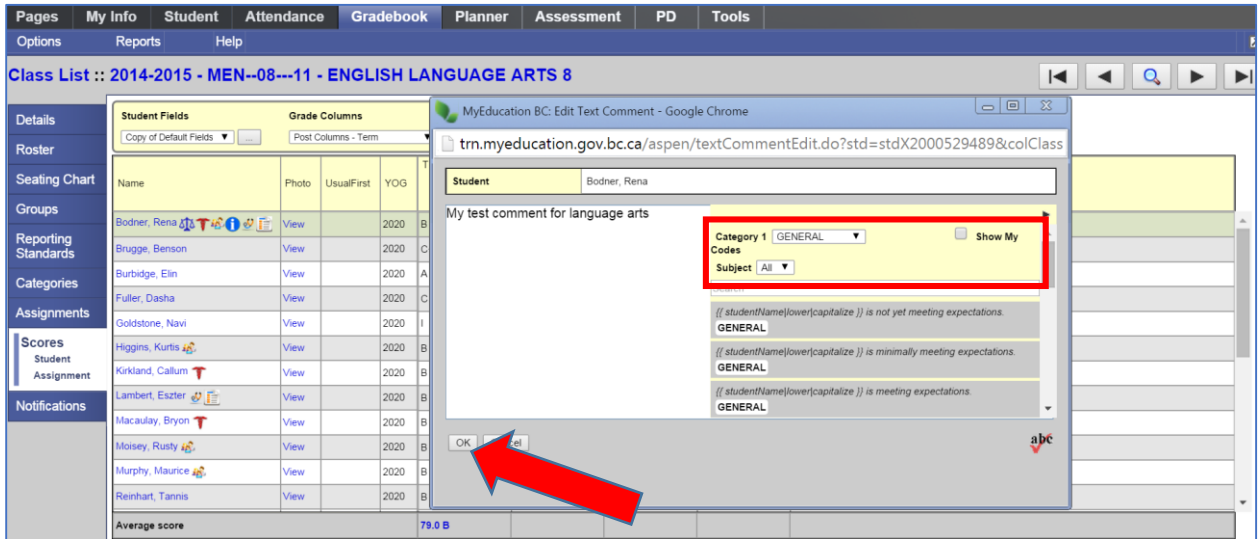 Pages My Info Student Attendance Gradebook Planner Assessment PD Tools
Options Reports Help
Class List :: 2014-2015 - MEN--08---11 - ENGLISH LANGUAGE ARTS 8
Details
Roster
Seating Chart
Groups
Reporting
Standards
Categories
Assignments
Scores
Student
Assignment
Notifications
Student Fields Grade Columns
Copy of Default Fields ... Post Columns - Term
Name Photo UsualFirst YOG T
Bodner, Rena View 2020 B
Brugge, Benson View 2020 C
Burbidge, Elin View 2020 A
Fuller, Dasha View 2020 C
Goldstone, Navi View 2020 I
Higgins, Kurtis View 2020 B
Kirkland, Callum View 2020 B
Lambert, Eszter View 2020 B
Macaulay, Bryon View 2020 B
Moisey, Rusty View 2020 B
Murphy, Maurice View 2020 B
Reinhart, Tannis View 2020 B
Average score 79.0 B
MyEducation BC: Edit Text Comment - Google Chrome
trn.myeducation.gov.bc.ca/aspen/textCommentEdit.do?std=stdX2000529489&colClass
Student Bodner, Rena
My test comment for language arts
Category 1 GENERAL Show My
Codes
Subject All
{{ studentName|lower|capitalize }} is not yet meeting expectations.
GENERAL
{{ studentName|lower|capitalize }} is minimally meeting expectations.
GENERAL
{{ studentName|lower|capitalize }} is meeting expectations.
GENERAL
OK
abc